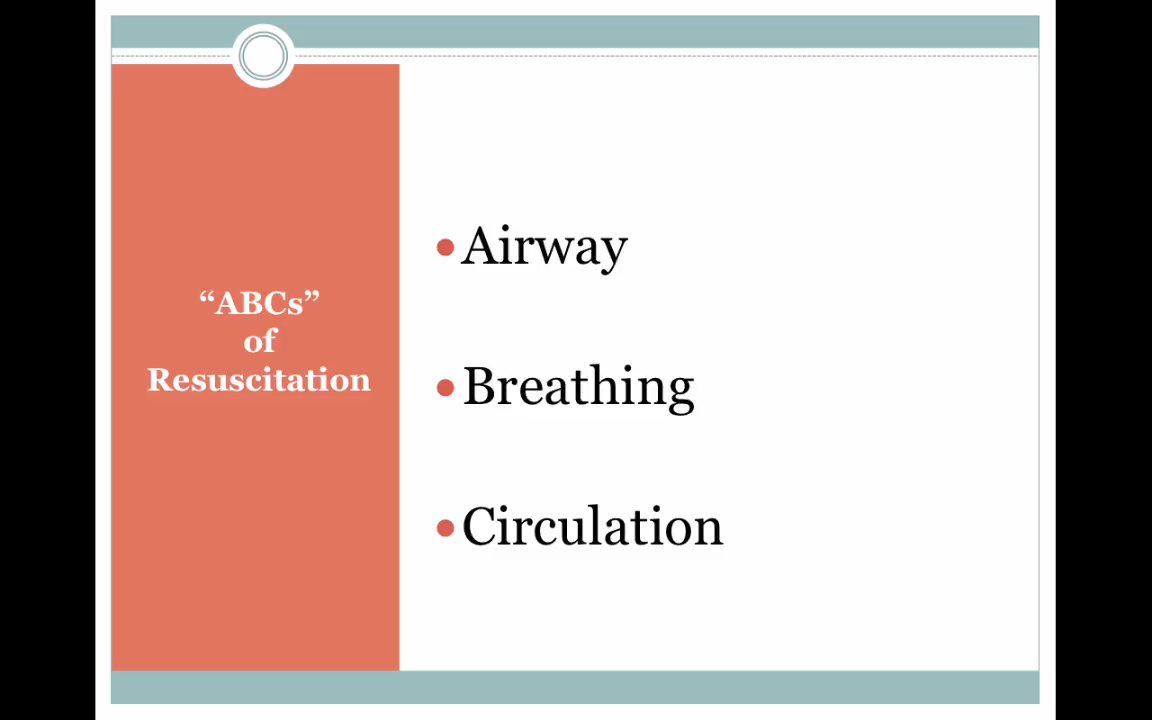 “ABCs”
of
Resuscitation
•Airway
•Breathing
•Circulation